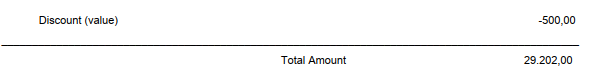 Discount (value) -500,00
Total Amount 29.202,00